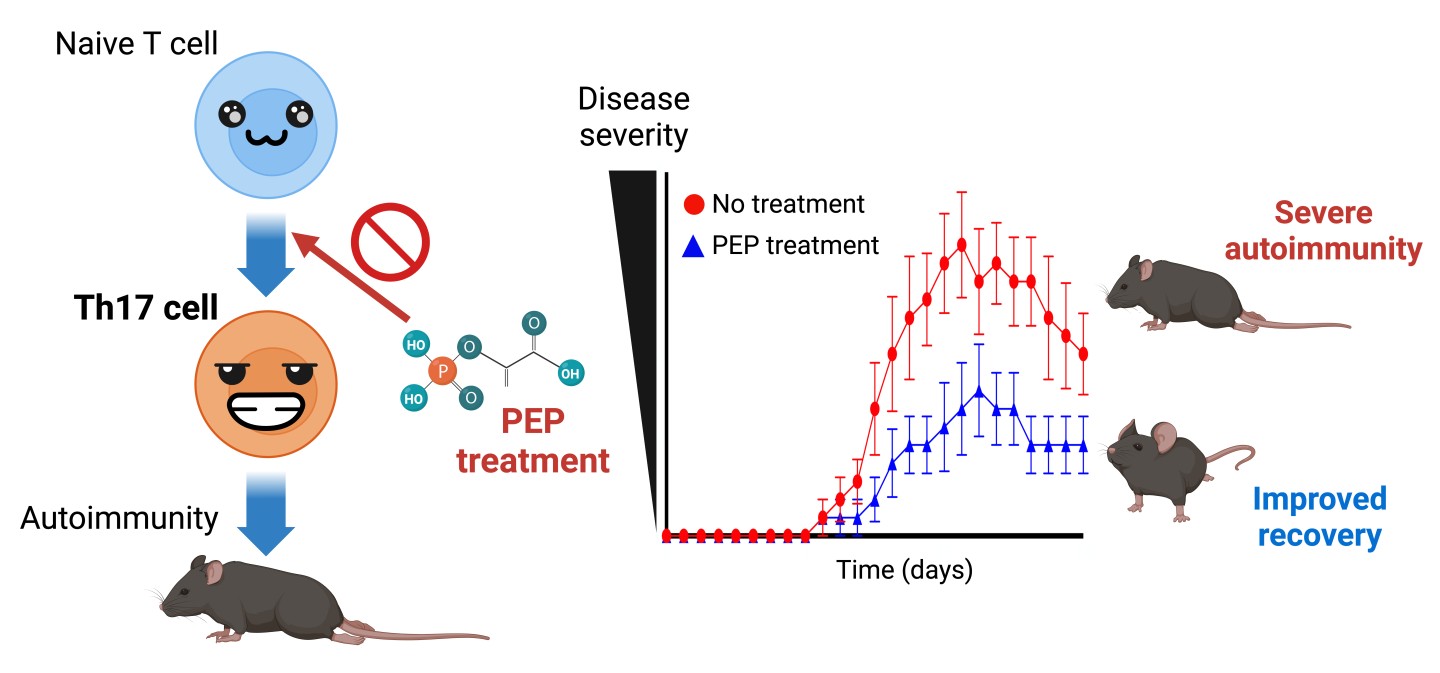 Naive T cell
Th17 cell
Autoimmunity
HO
P
O
O
HO
O
OH
PEP
treatment
Disease
severity
No treatment
PEP treatment
Time (days)
Severe
autoimmunity
Improved
recovery